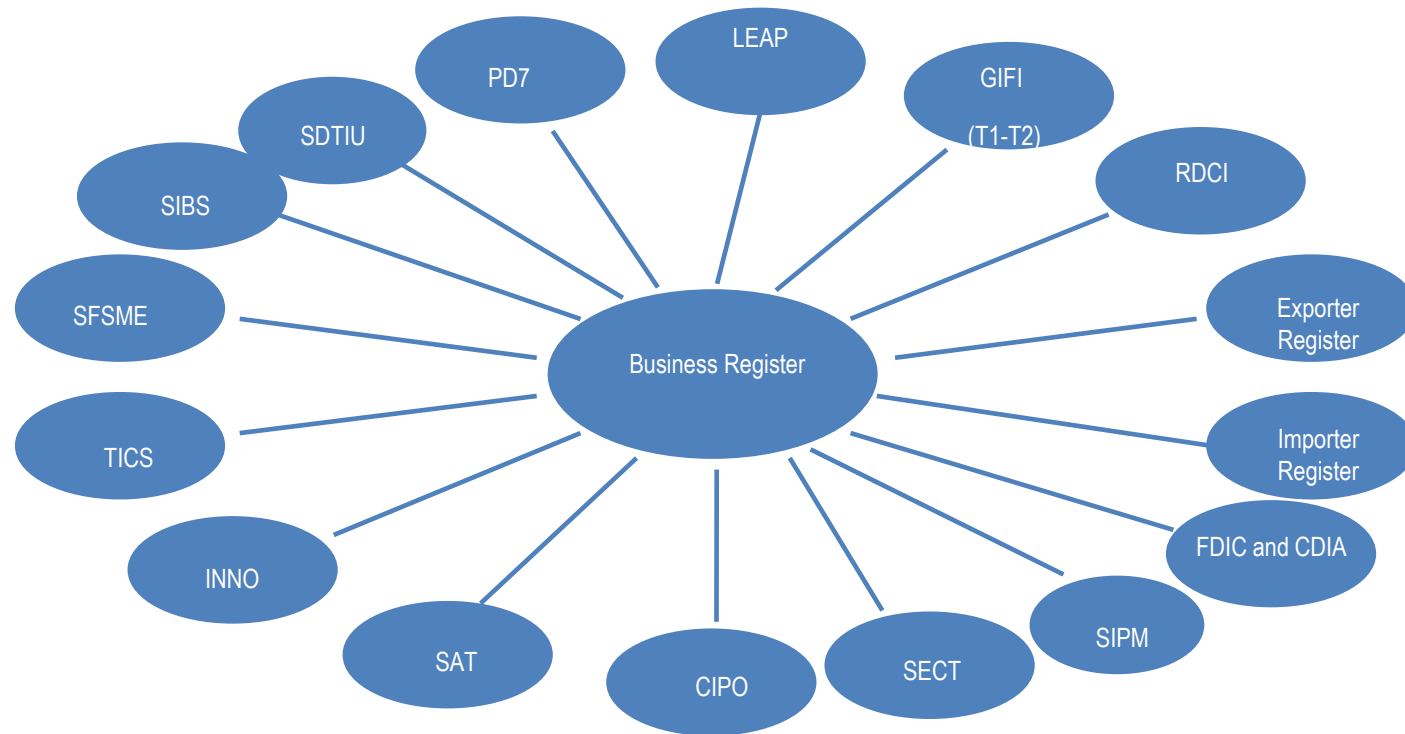 LEAP
PD7
GIFI
(T1-T2)
SDTIU
RDCI
SIBS
SFSME
Exporter
Register
Business Register
TICS
Importer
Register
FDIC and CDIA
INNO
SIPM
SAT
SECT
CIPO